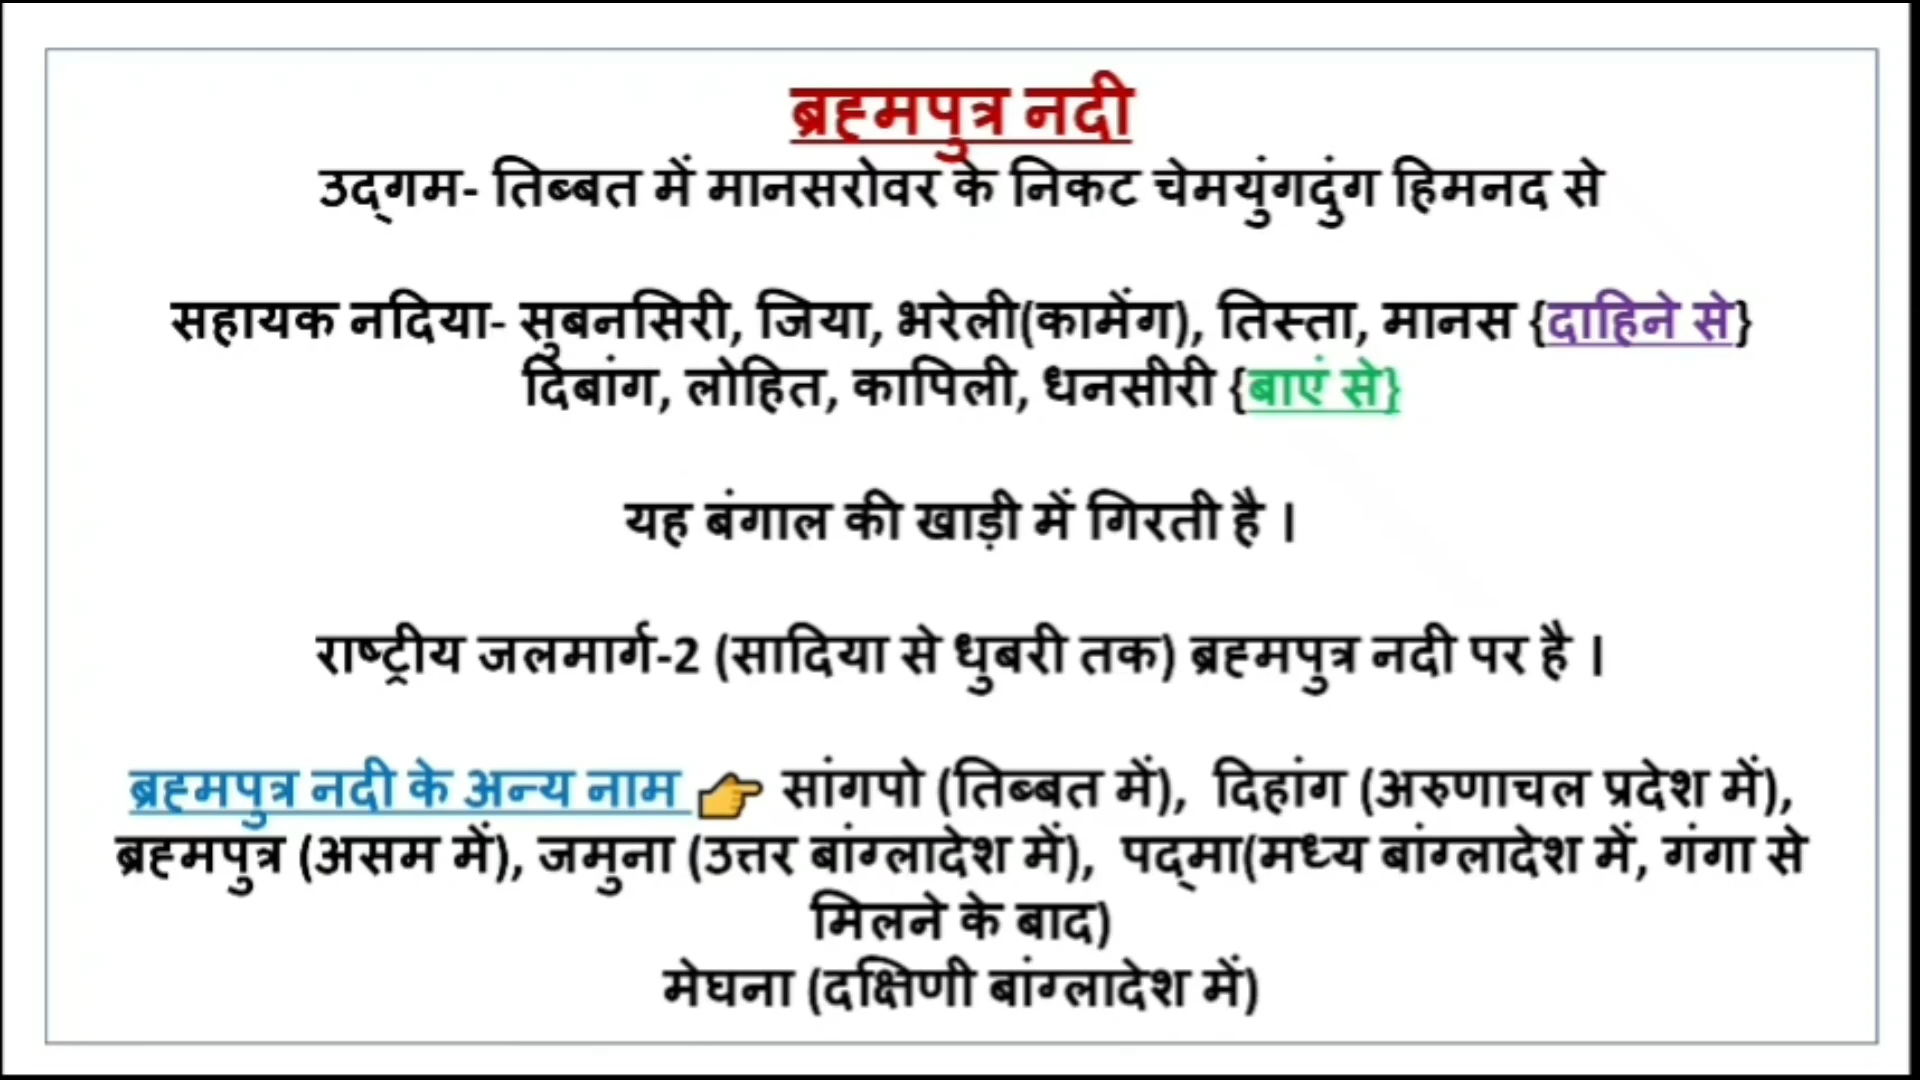 ब्रह्मपुत्र नदी
उद्गम- तिब्बत में मानसरोवर के निकट चेमयुंगदुंग हिमनद से
सहायक नदिया- सुबनसिरी, जिया, भरेली(कामेंग), तिस्ता, मानस {दाहिने से}
दिबांग, लोहित, कापिली, धनसीरी {बाएं से}
यह बंगाल की खाड़ी में गिरती है ।
राष्ट्रीय जलमार्ग-2 (सादिया से धुबरी तक) ब्रह्मपुत्र नदी पर है ।
ब्रह्मपुत्र नदी के अन्य नाम 👉 सांगपो (तिब्बत में), दिहांग (अरुणाचल प्रदेश में),
ब्रह्मपुत्र (असम में), जमुना (उत्तर बांग्लादेश में), पद्मा(मध्य बांग्लादेश में, गंगा से
मिलने के बाद)
मेघना (दक्षिणी बांग्लादेश में)